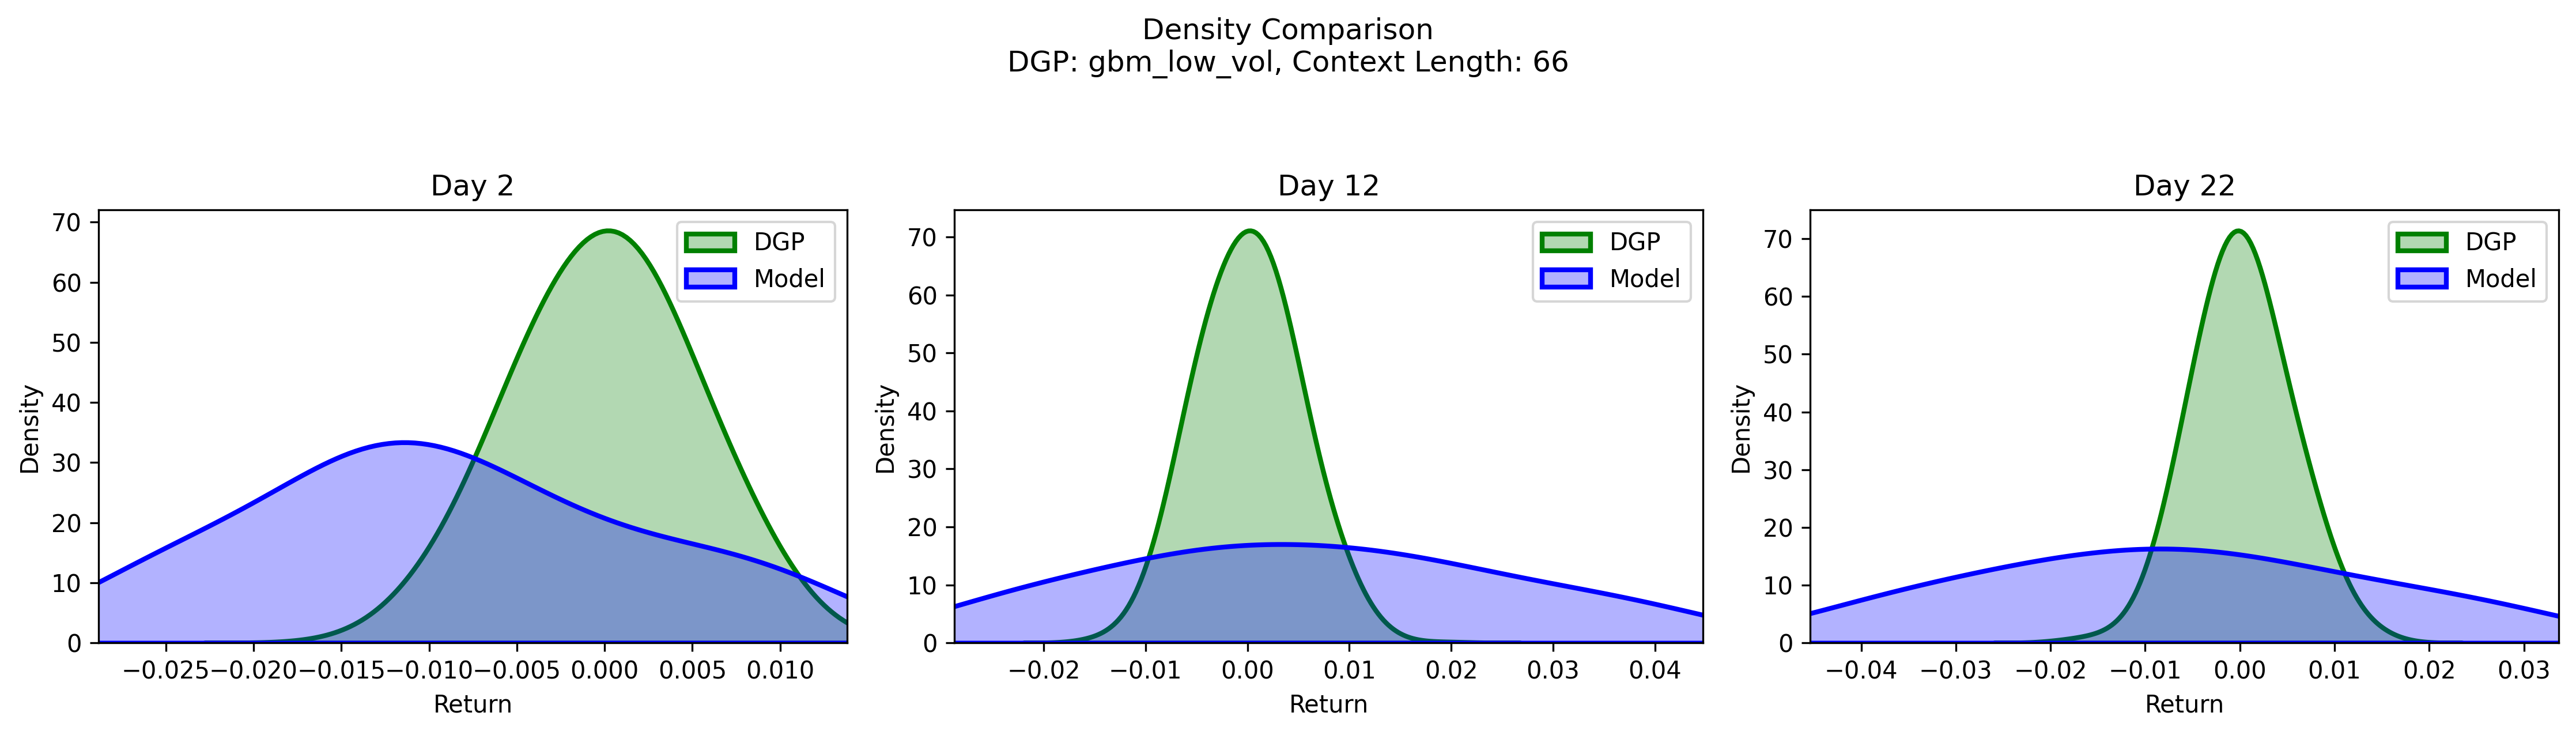 Density Comparison
DGP: gbm_low_vol, Context Length: 66
Day 2
Density
70
60
50
40
30
20
10
0
DGP
Model
−0.025 −0.020 −0.015 −0.010 −0.005 0.000 0.005 0.010
Return
Day 12
Density
70
60
50
40
30
20
10
0
DGP
Model
−0.02 −0.01 0.00 0.01 0.02 0.03 0.04
Return
Day 22
Density
70
60
50
40
30
20
10
0
DGP
Model
−0.04 −0.03 −0.02 −0.01 0.00 0.01 0.02 0.03
Return